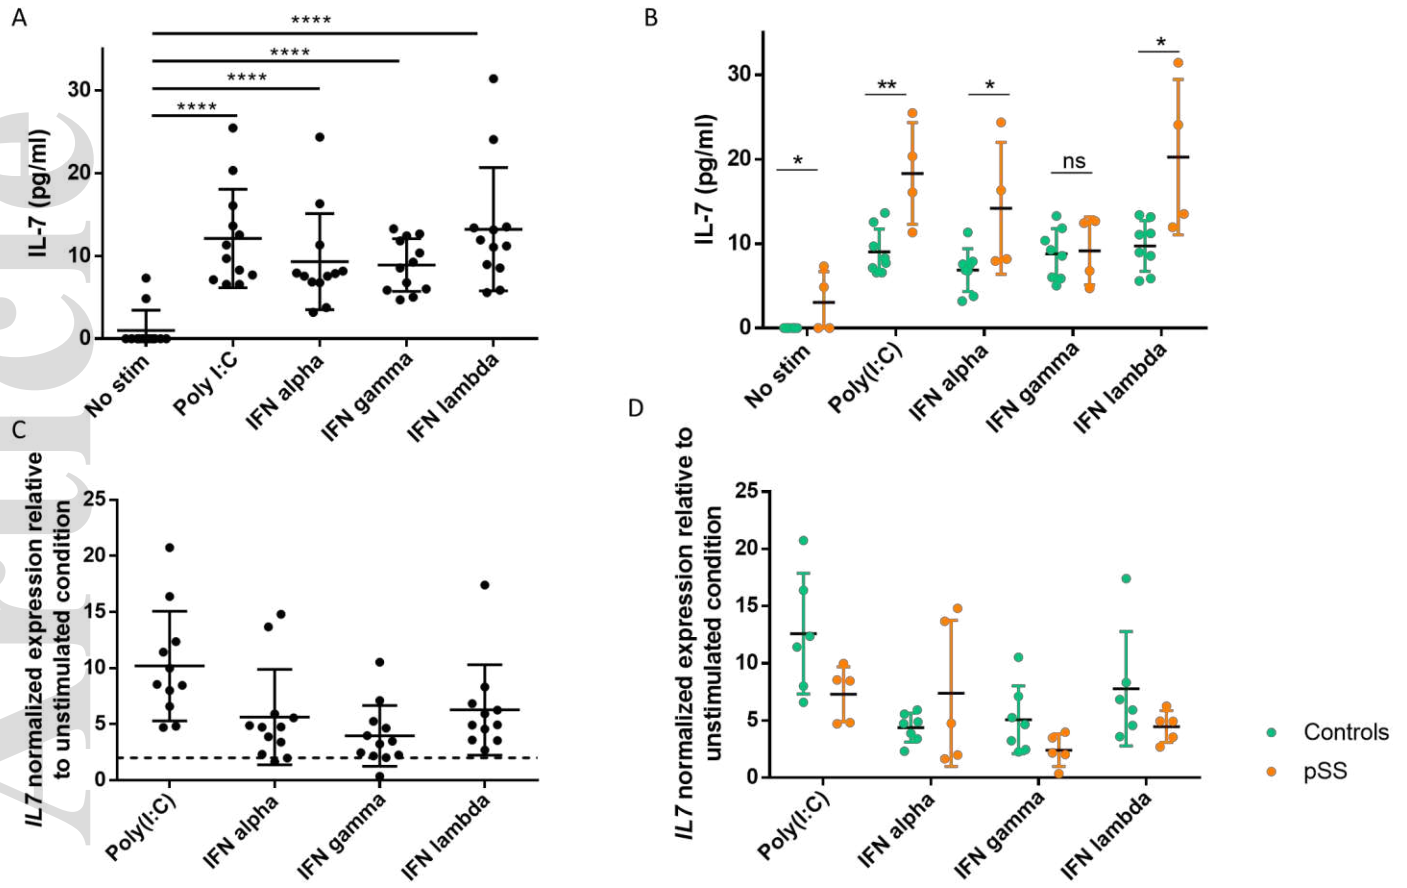 A
****
****
****
****
IL-7 (pg/ml)
30
20
10
0
No stim
Poly I:C
IFN alpha
IFN gamma
IFN lambda
B
*
**
*
ns
*
IL-7 (pg/ml)
30
20
10
0
No stim
Poly(I:C)
IFN alpha
IFN gamma
IFN lambda
C
IL7 normalized expression relative
to unstimulated condition
25
20
15
10
5
0
Poly(I:C)
IFN alpha
IFN gamma
IFN lambda
D
IL7 normalized expression relative to
unstimulated condition
25
20
15
10
5
0
Poly(I:C)
IFN alpha
IFN gamma
IFN lambda
Controls
pSS
Article